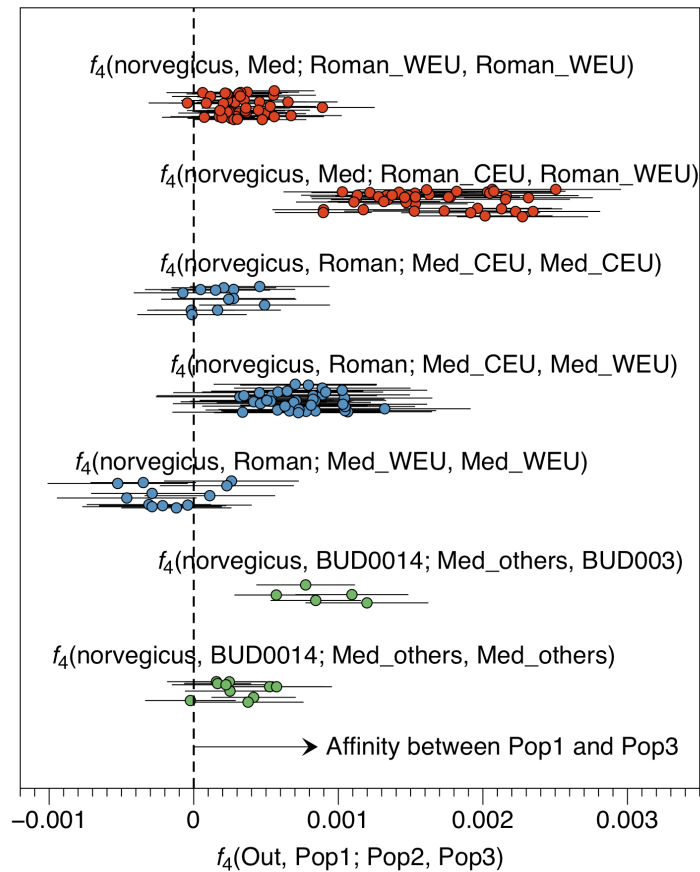 f4(norvegicus, Med; Roman_WEU, Roman_WEU)
f4(norvegicus, Med; Roman_CEU, Roman_WEU)
f4(norvegicus, Roman; Med_CEU, Med_CEU)
f4(norvegicus, Roman; Med_CEU, Med_WEU)
f4(norvegicus, Roman; Med_WEU, Med_WEU)
f4(norvegicus, BUD0014; Med_others, BUD003)
f4(norvegicus, BUD0014; Med_others, Med_others)
Affinity between Pop1 and Pop3
−0.001 0 0.001 0.002 0.003
f4(Out, Pop1; Pop2, Pop3)